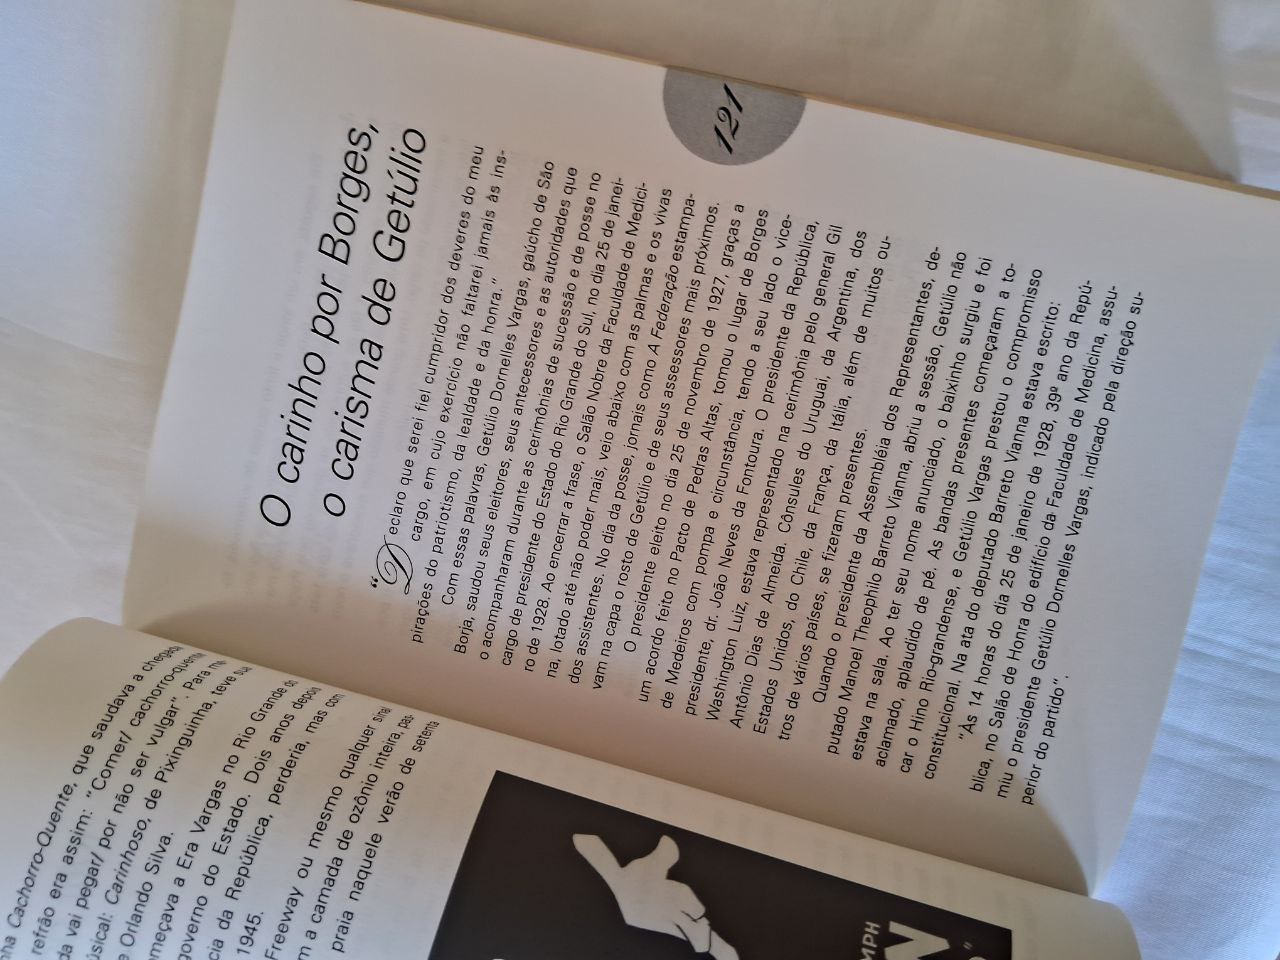 nha Cachorro-Quente, que saudava a chegada
refrão era assim: "Comer/ cachorro-quente
da vai pegar/ por não ser vulgar". Para me-
úsical: Carinhoso, de Pixinguinha, teve sua
e Orlando Silva.
omeçava a Era Vargas no Rio Grande do
governo do Estado. Dois anos depois
cia da República, perderia, mas com
1945.
Freeway ou mesmo qualquer sinal
m a camada de ozônio inteira, pas-
praia naquele verão de setenta
MPH
N
"
O carinho por Borges,
o carisma de Getúlio
"Declaro que serei fiel cumpridor dos deveres do meu
cargo, em cujo exercício não faltarei jamais às ins-
pirações do patriotismo, da lealdade e da honra."
Com essas palavras, Getúlio Dornelles Vargas, gaúcho de São
Borja, saudou seus eleitores, seus antecessores e as autoridades que
o acompanharam durante as cerimônias de sucessão e de posse no
cargo de presidente do Estado do Rio Grande do Sul, no dia 25 de janei-
ro de 1928. Ao encerrar a frase, o Salão Nobre da Faculdade de Medici-
na, lotado até não poder mais, veio abaixo com as palmas e os vivas
dos assistentes. No dia da posse, jornais como A Federação estampa-
vam na capa o rosto de Getúlio e de seus assessores mais próximos.
O presidente eleito no dia 25 de novembro de 1927, graças a
um acordo feito no Pacto de Pedras Altas, tomou o lugar de Borges
de Medeiros com pompa e circunstância, tendo a seu lado o vice-
presidente, dr. João Neves da Fontoura. O presidente da República,
Washington Luiz, estava representado na cerimônia pelo general Gil
Antônio Dias de Almeida. Cônsules do Uruguai, da Argentina, dos
Estados Unidos, do Chile, da França, da Itália, além de muitos ou-
tros de vários países, se fizeram presentes.
Quando o presidente da Assembléia dos Representantes, de-
putado Manoel Theophilo Barreto Vianna, abriu a sessão, Getúlio não
estava na sala. Ao ter seu nome anunciado, o baixinho surgiu e foi
aclamado, aplaudido de pé. As bandas presentes começaram a to-
car o Hino Rio-grandense, e Getúlio Vargas prestou o compromisso
constitucional. Na ata do deputado Barreto Vianna estava escrito:
"Às 14 horas do dia 25 de janeiro de 1928, 39º ano da Repú-
blica, no Salão de Honra do edifício da Faculdade de Medicina, assu-
miu o presidente Getúlio Dornelles Vargas, indicado pela direção su-
perior do partido".
121